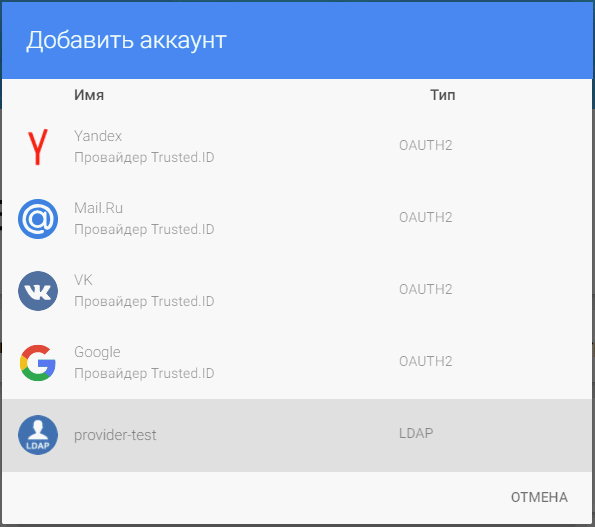 Добавить аккаунт
Имя Тип
Yandex
Провайдер Trusted.ID
OAUTH2
Mail.Ru
Провайдер Trusted.ID
OAUTH2
VK
Провайдер Trusted.ID
OAUTH2
Google
Провайдер Trusted.ID
OAUTH2
LDAP
provider-test
LDAP
ОТМЕНА